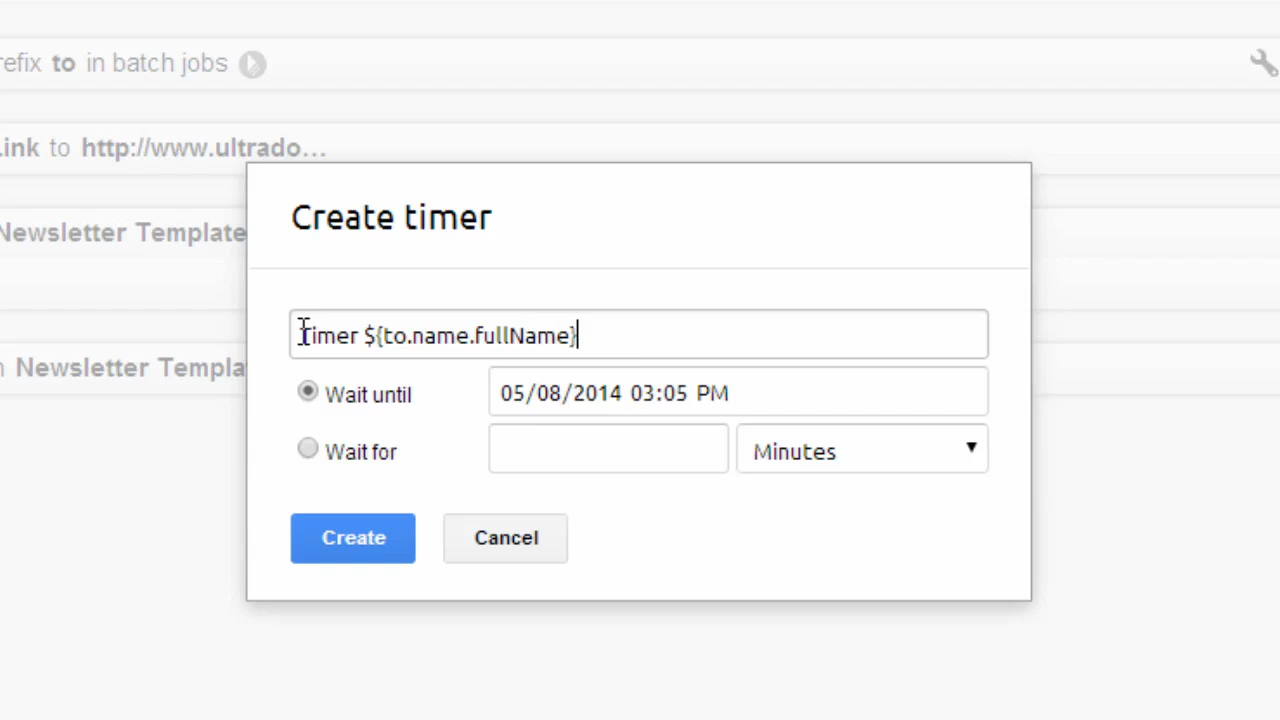 refix to in batch jobs
Link to http://www.ultrado...
Newsletter Template
n Newsletter Templa
Create timer
Timer ${to.name.fullName}
Wait until 05/08/2014 03:05 PM
Wait for Minutes
Create Cancel